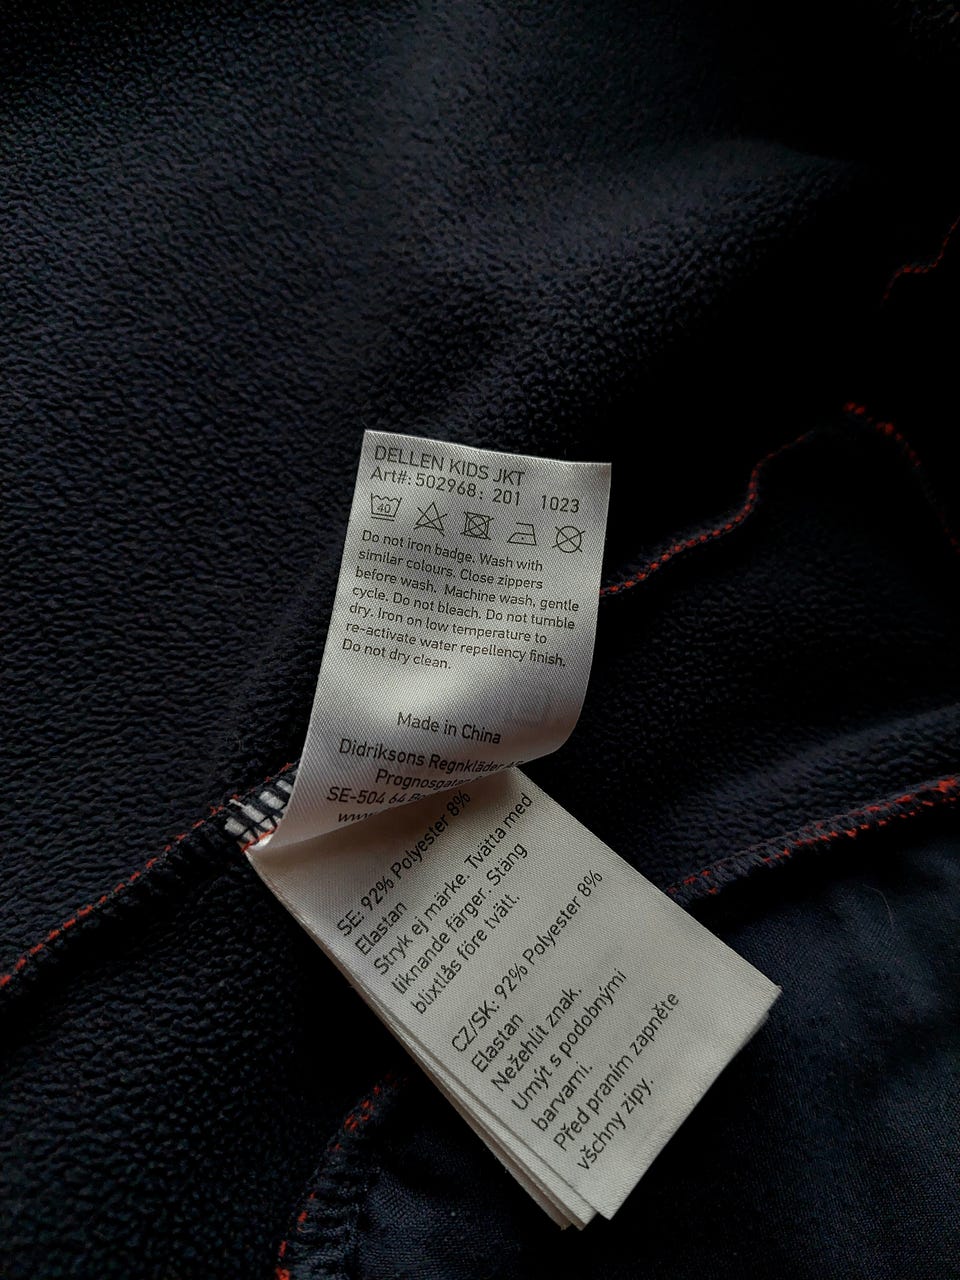 DELLEN KIDS JKT
Art#: 502968: 201 1023
40
Do not iron badge. Wash with
similar colours. Close zippers
before wash. Machine wash, gentle
cycle. Do not bleach. Do not tumble
dry. Iron on low temperature to
re-activate water repellency finish.
Do not dry clean.
Made in China
Didriksons Regnkläder
Prognosgatan
SE-504 64
SE: 92% Polyester 8%
Elastan
Stryk ej märke. Tvätta med
liknande färger. Stäng
blixtlås före tvätt.
CZ/SK: 92% Polyester 8%
Elastan
Nežehlit znak.
Umýt s podobnými
barvami.
Před praním zapněte
všchny zipy.